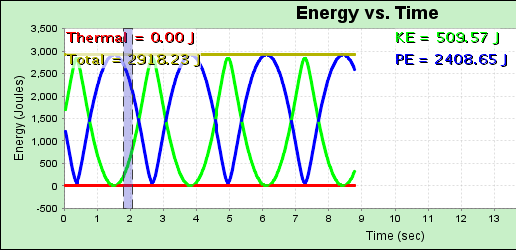 Energy vs. Time
Thermal = 0.00 J
KE = 509.57 J
Total = 2918.23 J
PE = 2408.65 J
Energy (Joules)
3,500
3,000
2,500
2,000
1,500
1,000
500
0
-500
0 1 2 3 4 5 6 7 8 9 10 11 12 13
Time (sec)